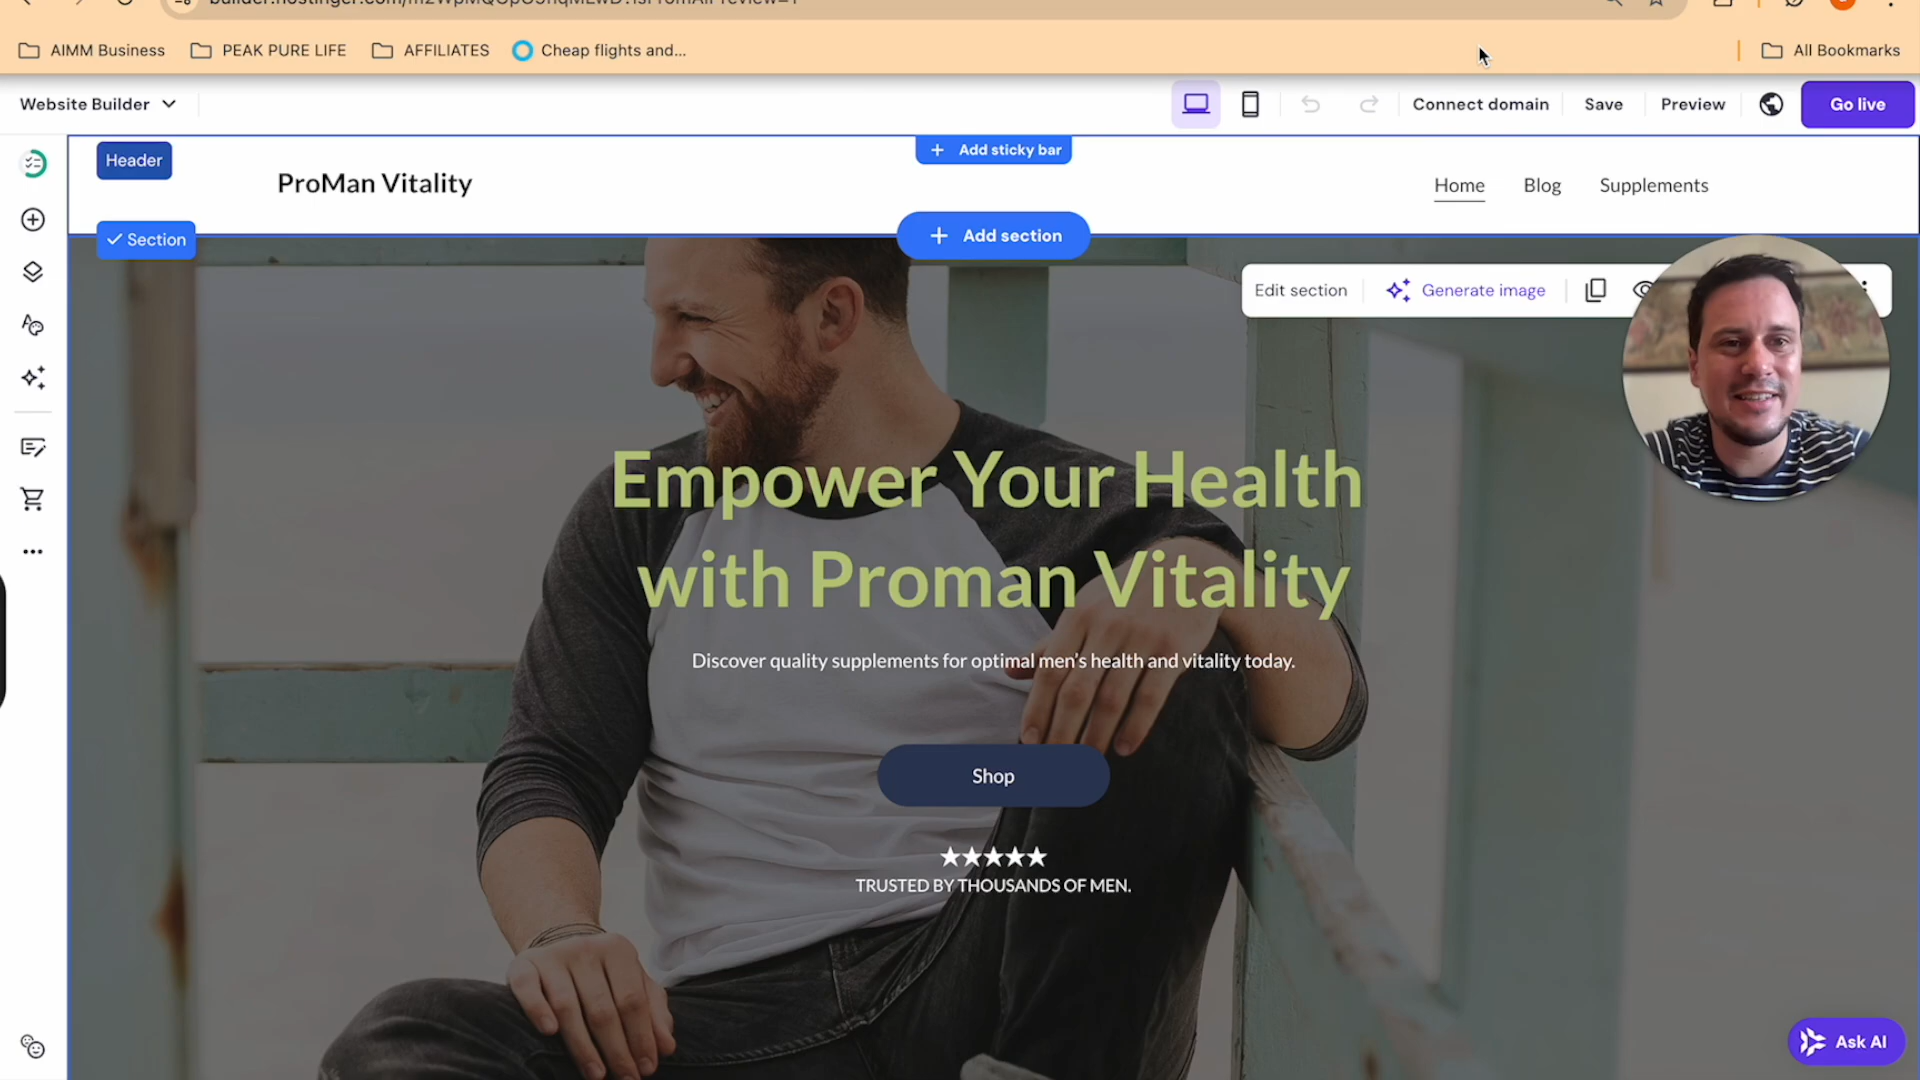 AIMM Business
PEAK PURE LIFE
AFFILIATES
Cheap flights and...
All Bookmarks
Website Builder
Connect domain
Save
Preview
Go live
Header
Add sticky bar
ProMan Vitality
Home
Blog
Supplements
Section
Add section
Edit section
Generate image
Empower Your Health
with Proman Vitality
Discover quality supplements for optimal men's health and vitality today.
Shop
★★★★★
TRUSTED BY THOUSANDS OF MEN.
Ask AI